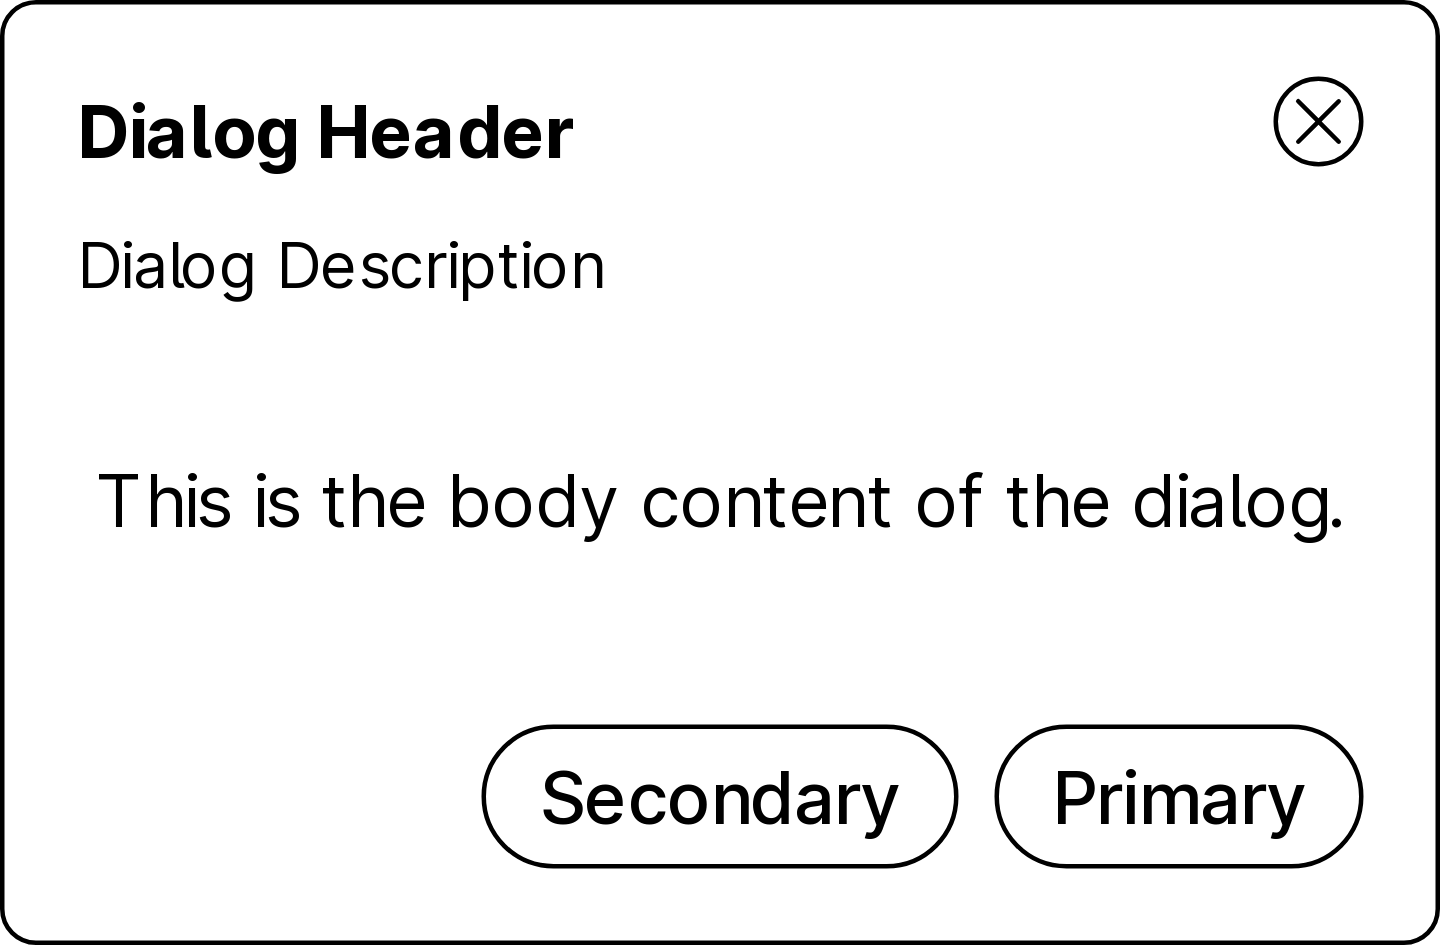 Dialog Header
Dialog Description
This is the body content of the dialog.
Secondary
Primary